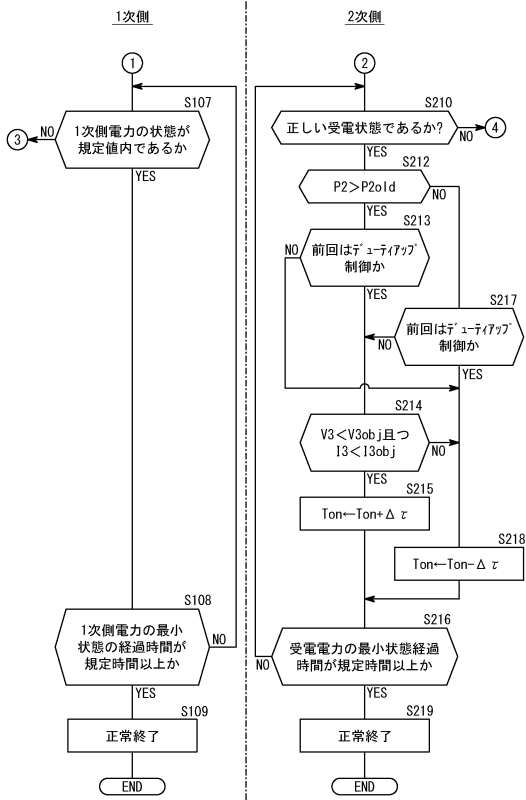 1次側
1
S107
1次側電力の状態が
規定値内であるか
NO
3
YES
S108
1次側電力の最小
状態の経過時間が
規定時間以上か
NO
YES
S109
正常終了
END
2次側
2
S210
正しい受電状態であるか?
NO
4
YES
S212
P2>P2old
NO
YES
S213
前回はﾃﾞｭｰﾃｨｱｯﾌﾟ
制御か
NO
YES
S217
前回はﾃﾞｭｰﾃｨｱｯﾌﾟ
制御か
NO
YES
S214
V3<V3obj且つ
I3<I3obj
NO
YES
S215
Ton←Ton+Δτ
S218
Ton←Ton-Δτ
S216
受電電力の最小状態経過
時間が規定時間以上か
NO
YES
S219
正常終了
END